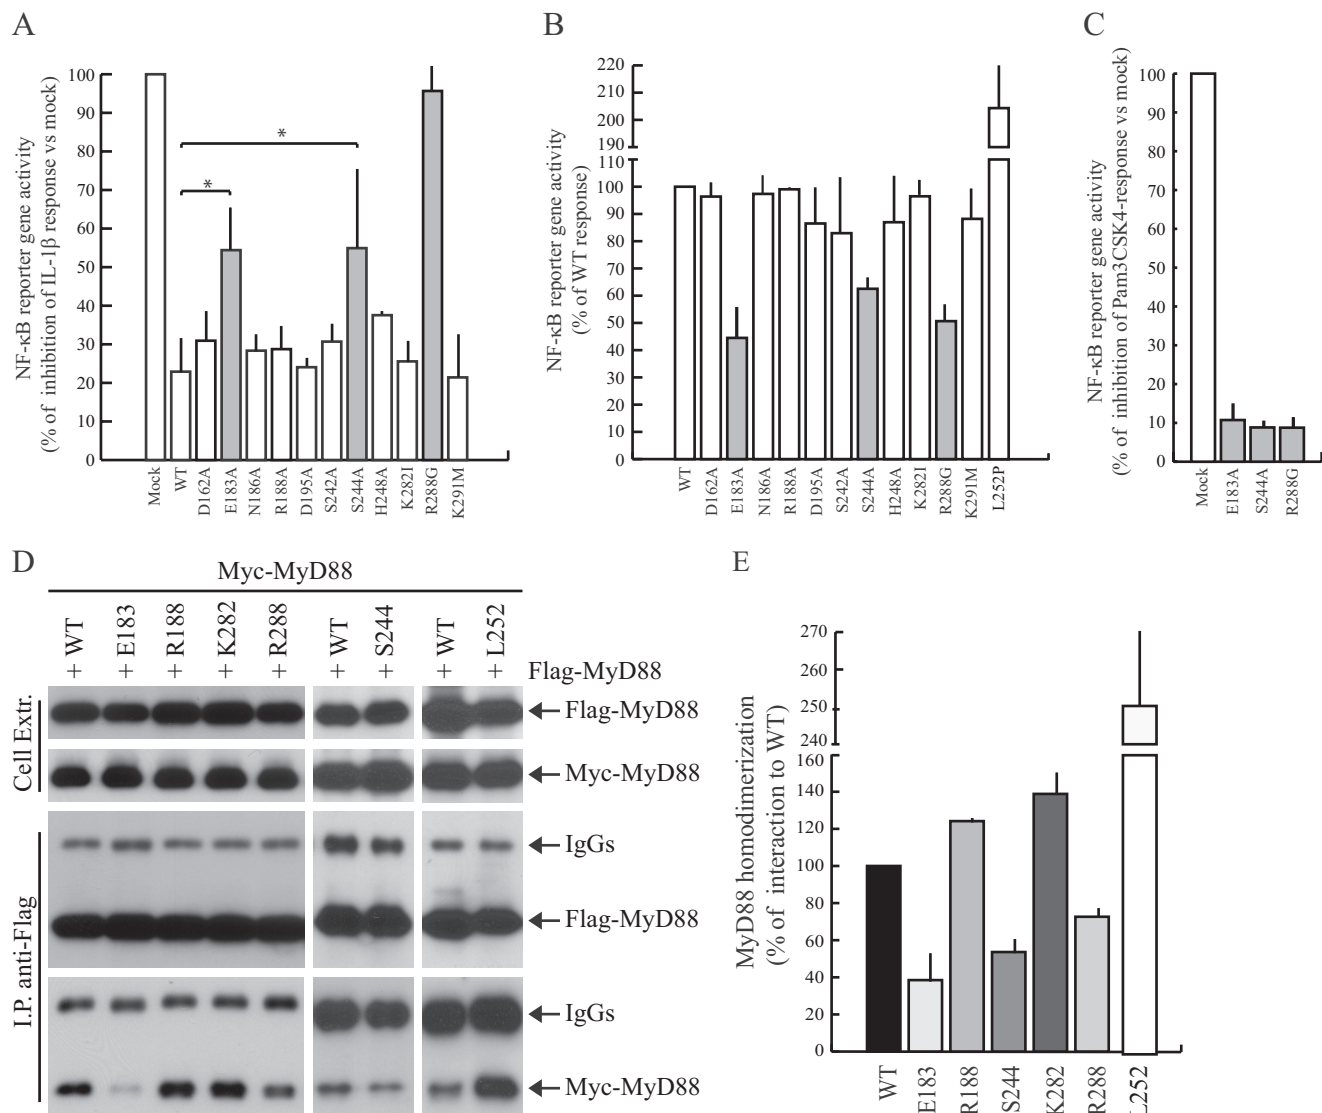 A
NF-κB reporter gene activity
(% of inhibition of IL-1β response vs mock)
100
90
80
70
60
50
40
30
20
10
0
*
*
Mock
WT
D162A
E183A
N186A
R188A
D195A
S242A
S244A
H248A
K282I
R288G
K291M
B
NF-κB reporter gene activity
(% of WT response)
220
210
200
190
110
100
90
80
70
60
50
40
30
20
10
0
WT
D162A
E183A
N186A
R188A
D195A
S242A
S244A
H248A
K282I
R288G
K291M
L252P
C
NF-κB reporter gene activity
(% of inhibition of Pam3CSK4-response vs mock)
100
90
80
70
60
50
40
30
20
10
0
Mock
E183A
S244A
R288G
D
Myc-MyD88
+ WT
+ E183
+ R188
+ K282
+ R288
+ WT
+ S244
+ WT
+ L252
Flag-MyD88
Cell Extr.
Flag-MyD88
Myc-MyD88
I.P. anti-Flag
IgGs
Flag-MyD88
IgGs
Myc-MyD88
E
MyD88 homodimerization
(% of interaction to WT)
270
250
240
160
140
120
100
80
60
40
20
0
WT
E183
R188
S244
K282
R288
L252